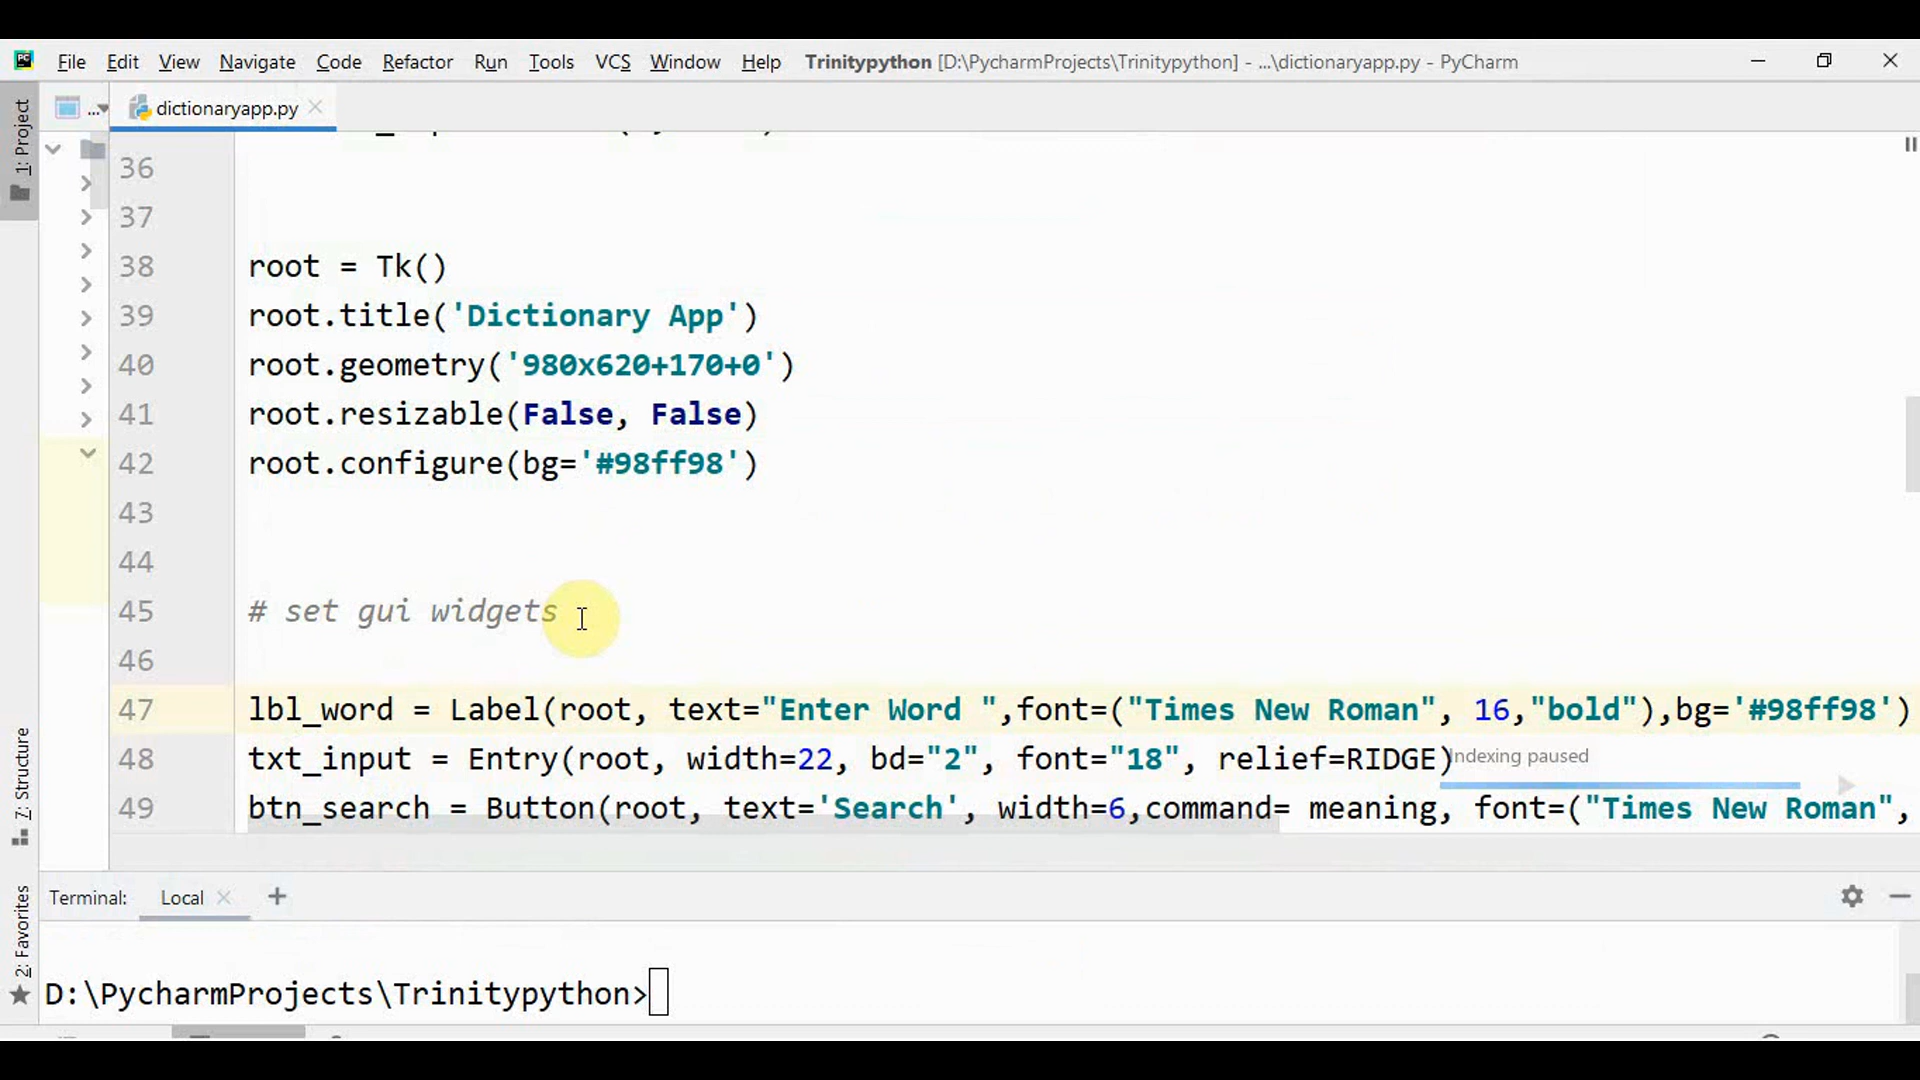 File Edit View Navigate Code Refactor Run Tools VCS Window Help Trinitypython [D:\PycharmProjects\Trinitypython] - ...\dictionaryapp.py - PyCharm
1: Project
... dictionaryapp.py
36
37
38 root = Tk()
39 root.title('Dictionary App')
40 root.geometry('980x620+170+0')
41 root.resizable(False, False)
42 root.configure(bg='#98ff98')
43
44
45 # set gui widgets
46
47 lbl_word = Label(root, text="Enter Word ",font=("Times New Roman", 16,"bold"),bg='#98ff98')
48 txt_input = Entry(root, width=22, bd="2", font="18", relief=RIDGE)
Indexing paused
49 btn_search = Button(root, text='Search', width=6,command= meaning, font=("Times New Roman",
7: Structure
2: Favorites
Terminal: Local +
D:\PycharmProjects\Trinitypython>